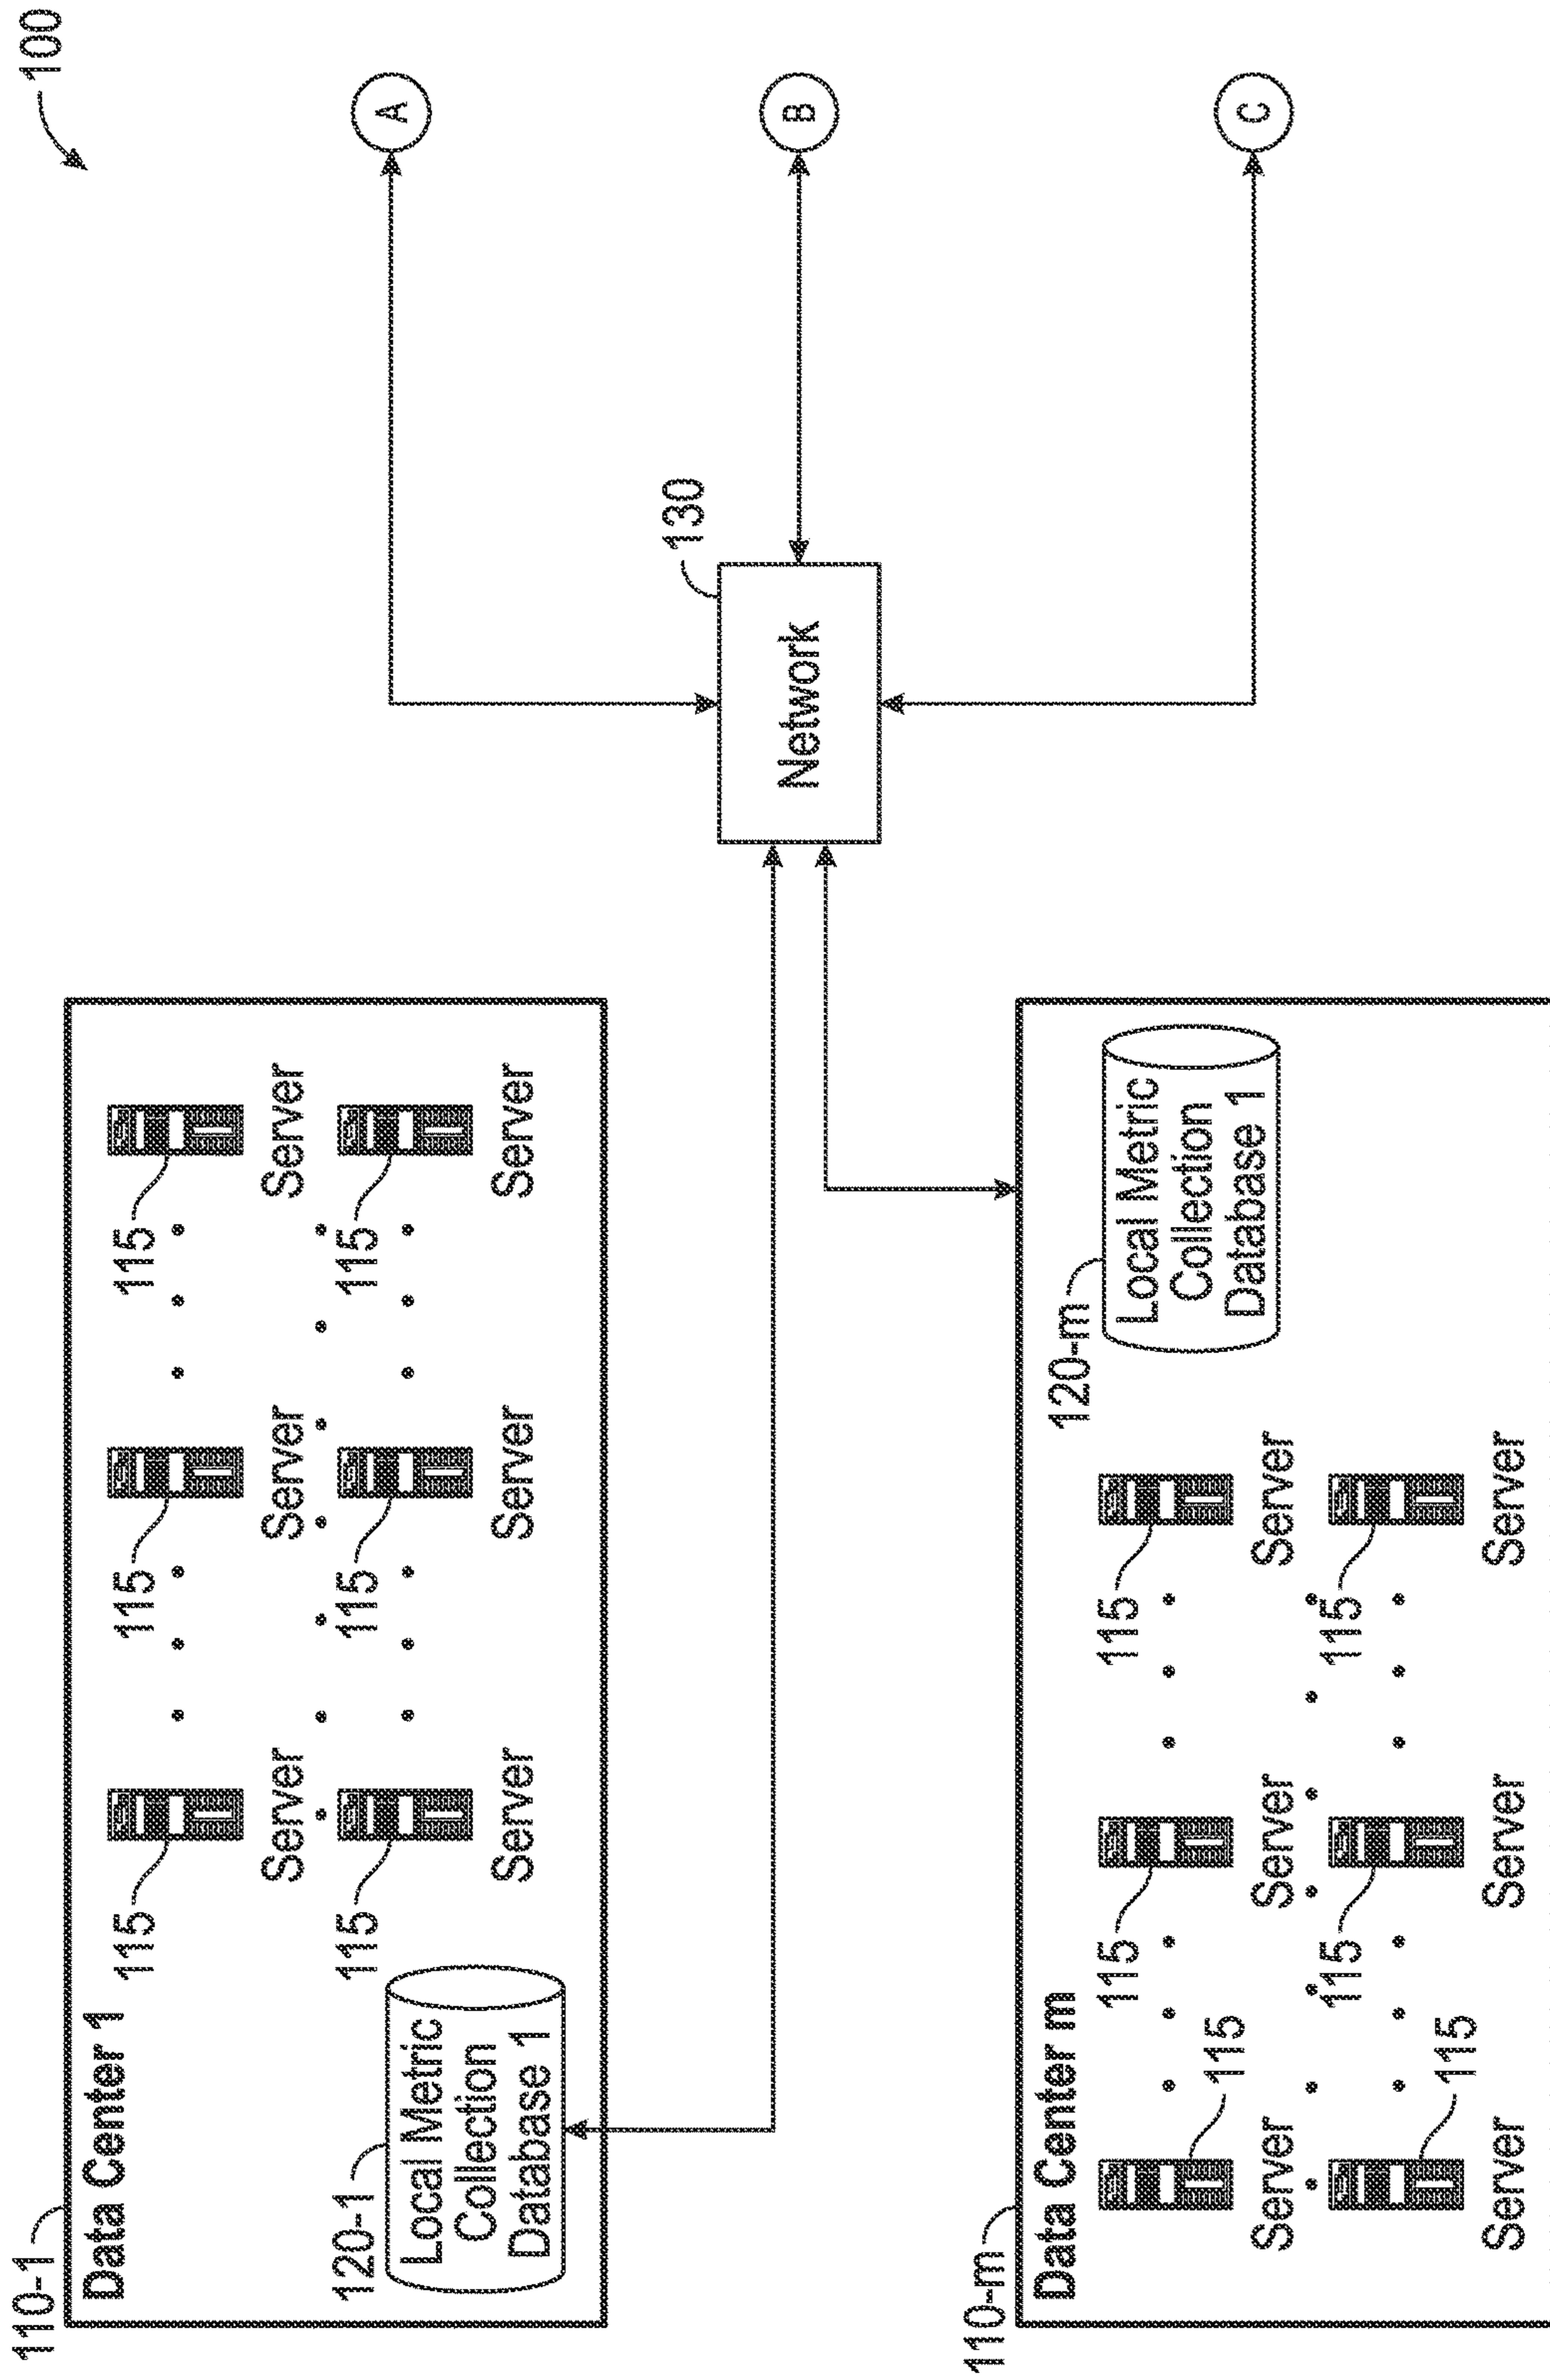 100
110-1
Data Center 1
115
115
115
Server
Server
Server
120-1
Local Metric
Collection
Database 1
115
115
115
Server
Server
Server
A
130
Network
B
110-m
Data Center m
115
115
115
Server
Server
Server
120-m
Local Metric
Collection
Database 1
115
115
115
Server
Server
Server
C